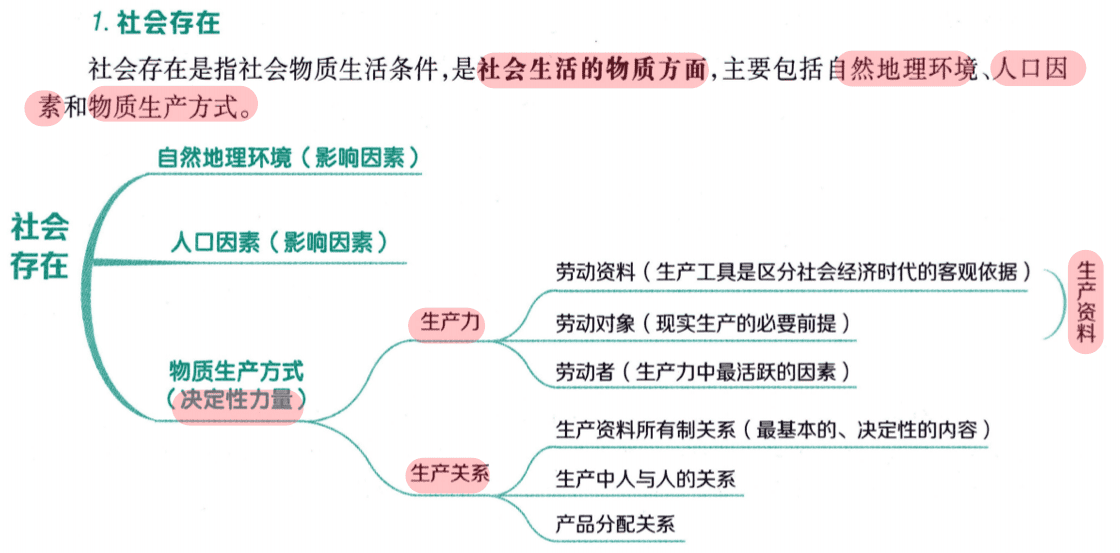 1. 社会存在
社会存在是指社会物质生活条件,是社会生活的物质方面,主要包括自然地理环境、人口因
素和物质生产方式。
社会
存在
自然地理环境（影响因素）
人口因素（影响因素）
物质生产方式
（决定性力量）
生产力
劳动资料（生产工具是区分社会经济时代的客观依据）
劳动对象（现实生产的必要前提）
生产资料
劳动者（生产力中最活跃的因素）
生产关系
生产资料所有制关系（最基本的、决定性的内容）
生产中人与人的关系
产品分配关系